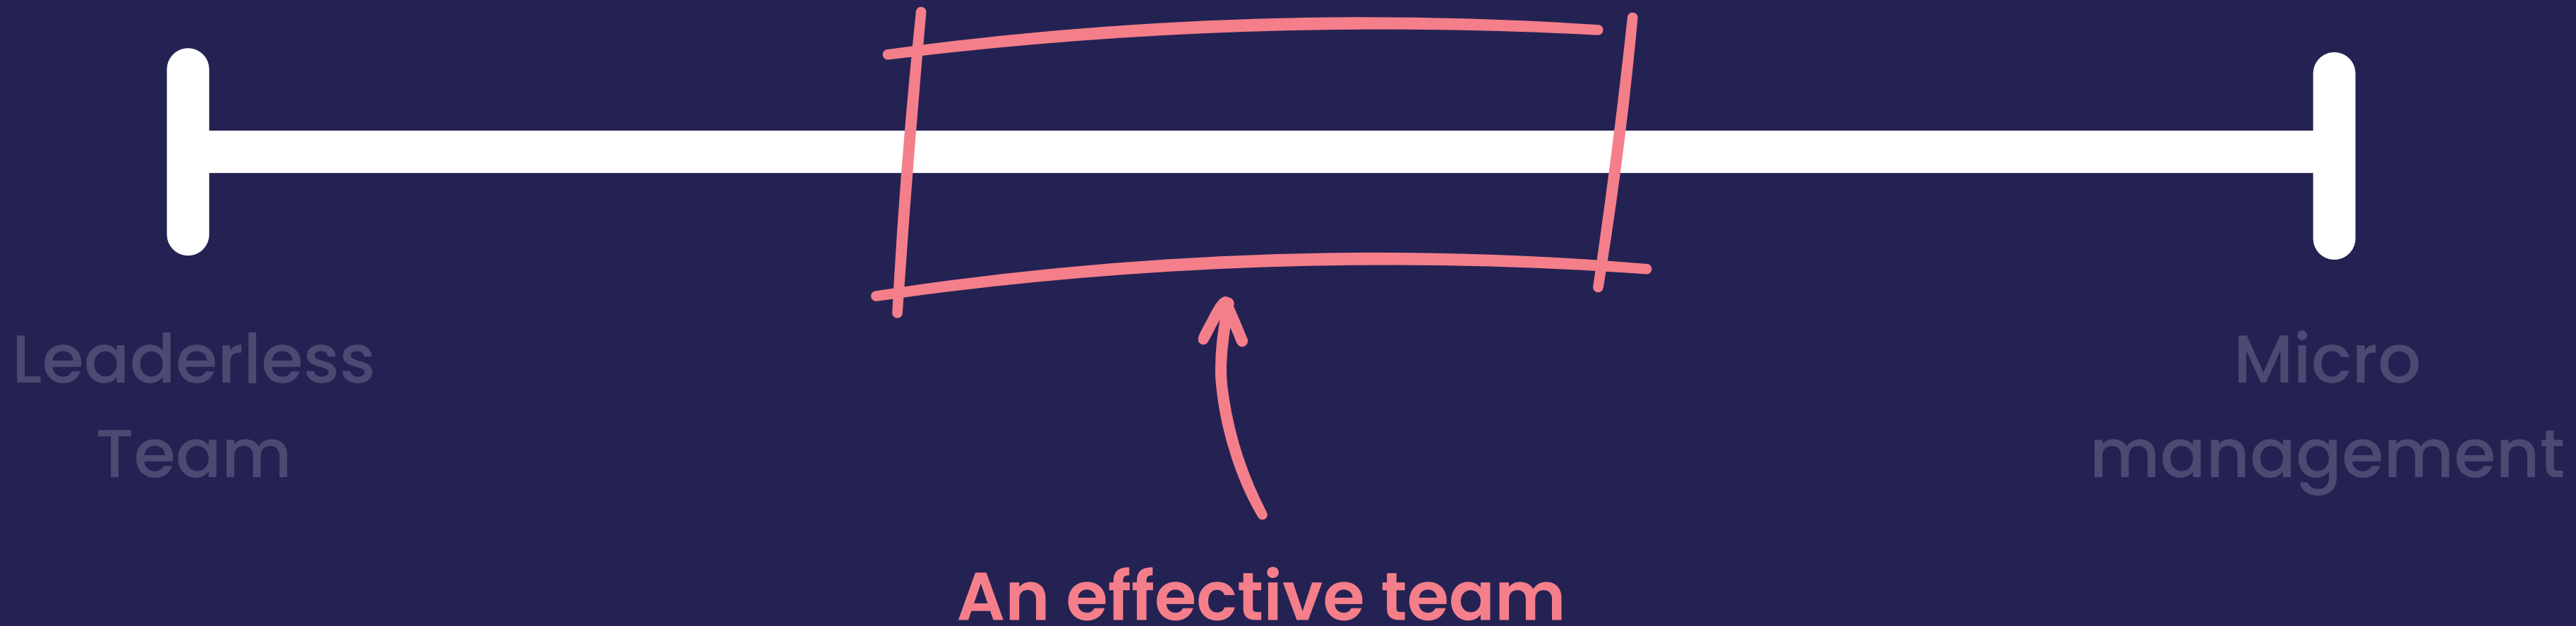 Leaderless
Team
Micro
management
An effective team